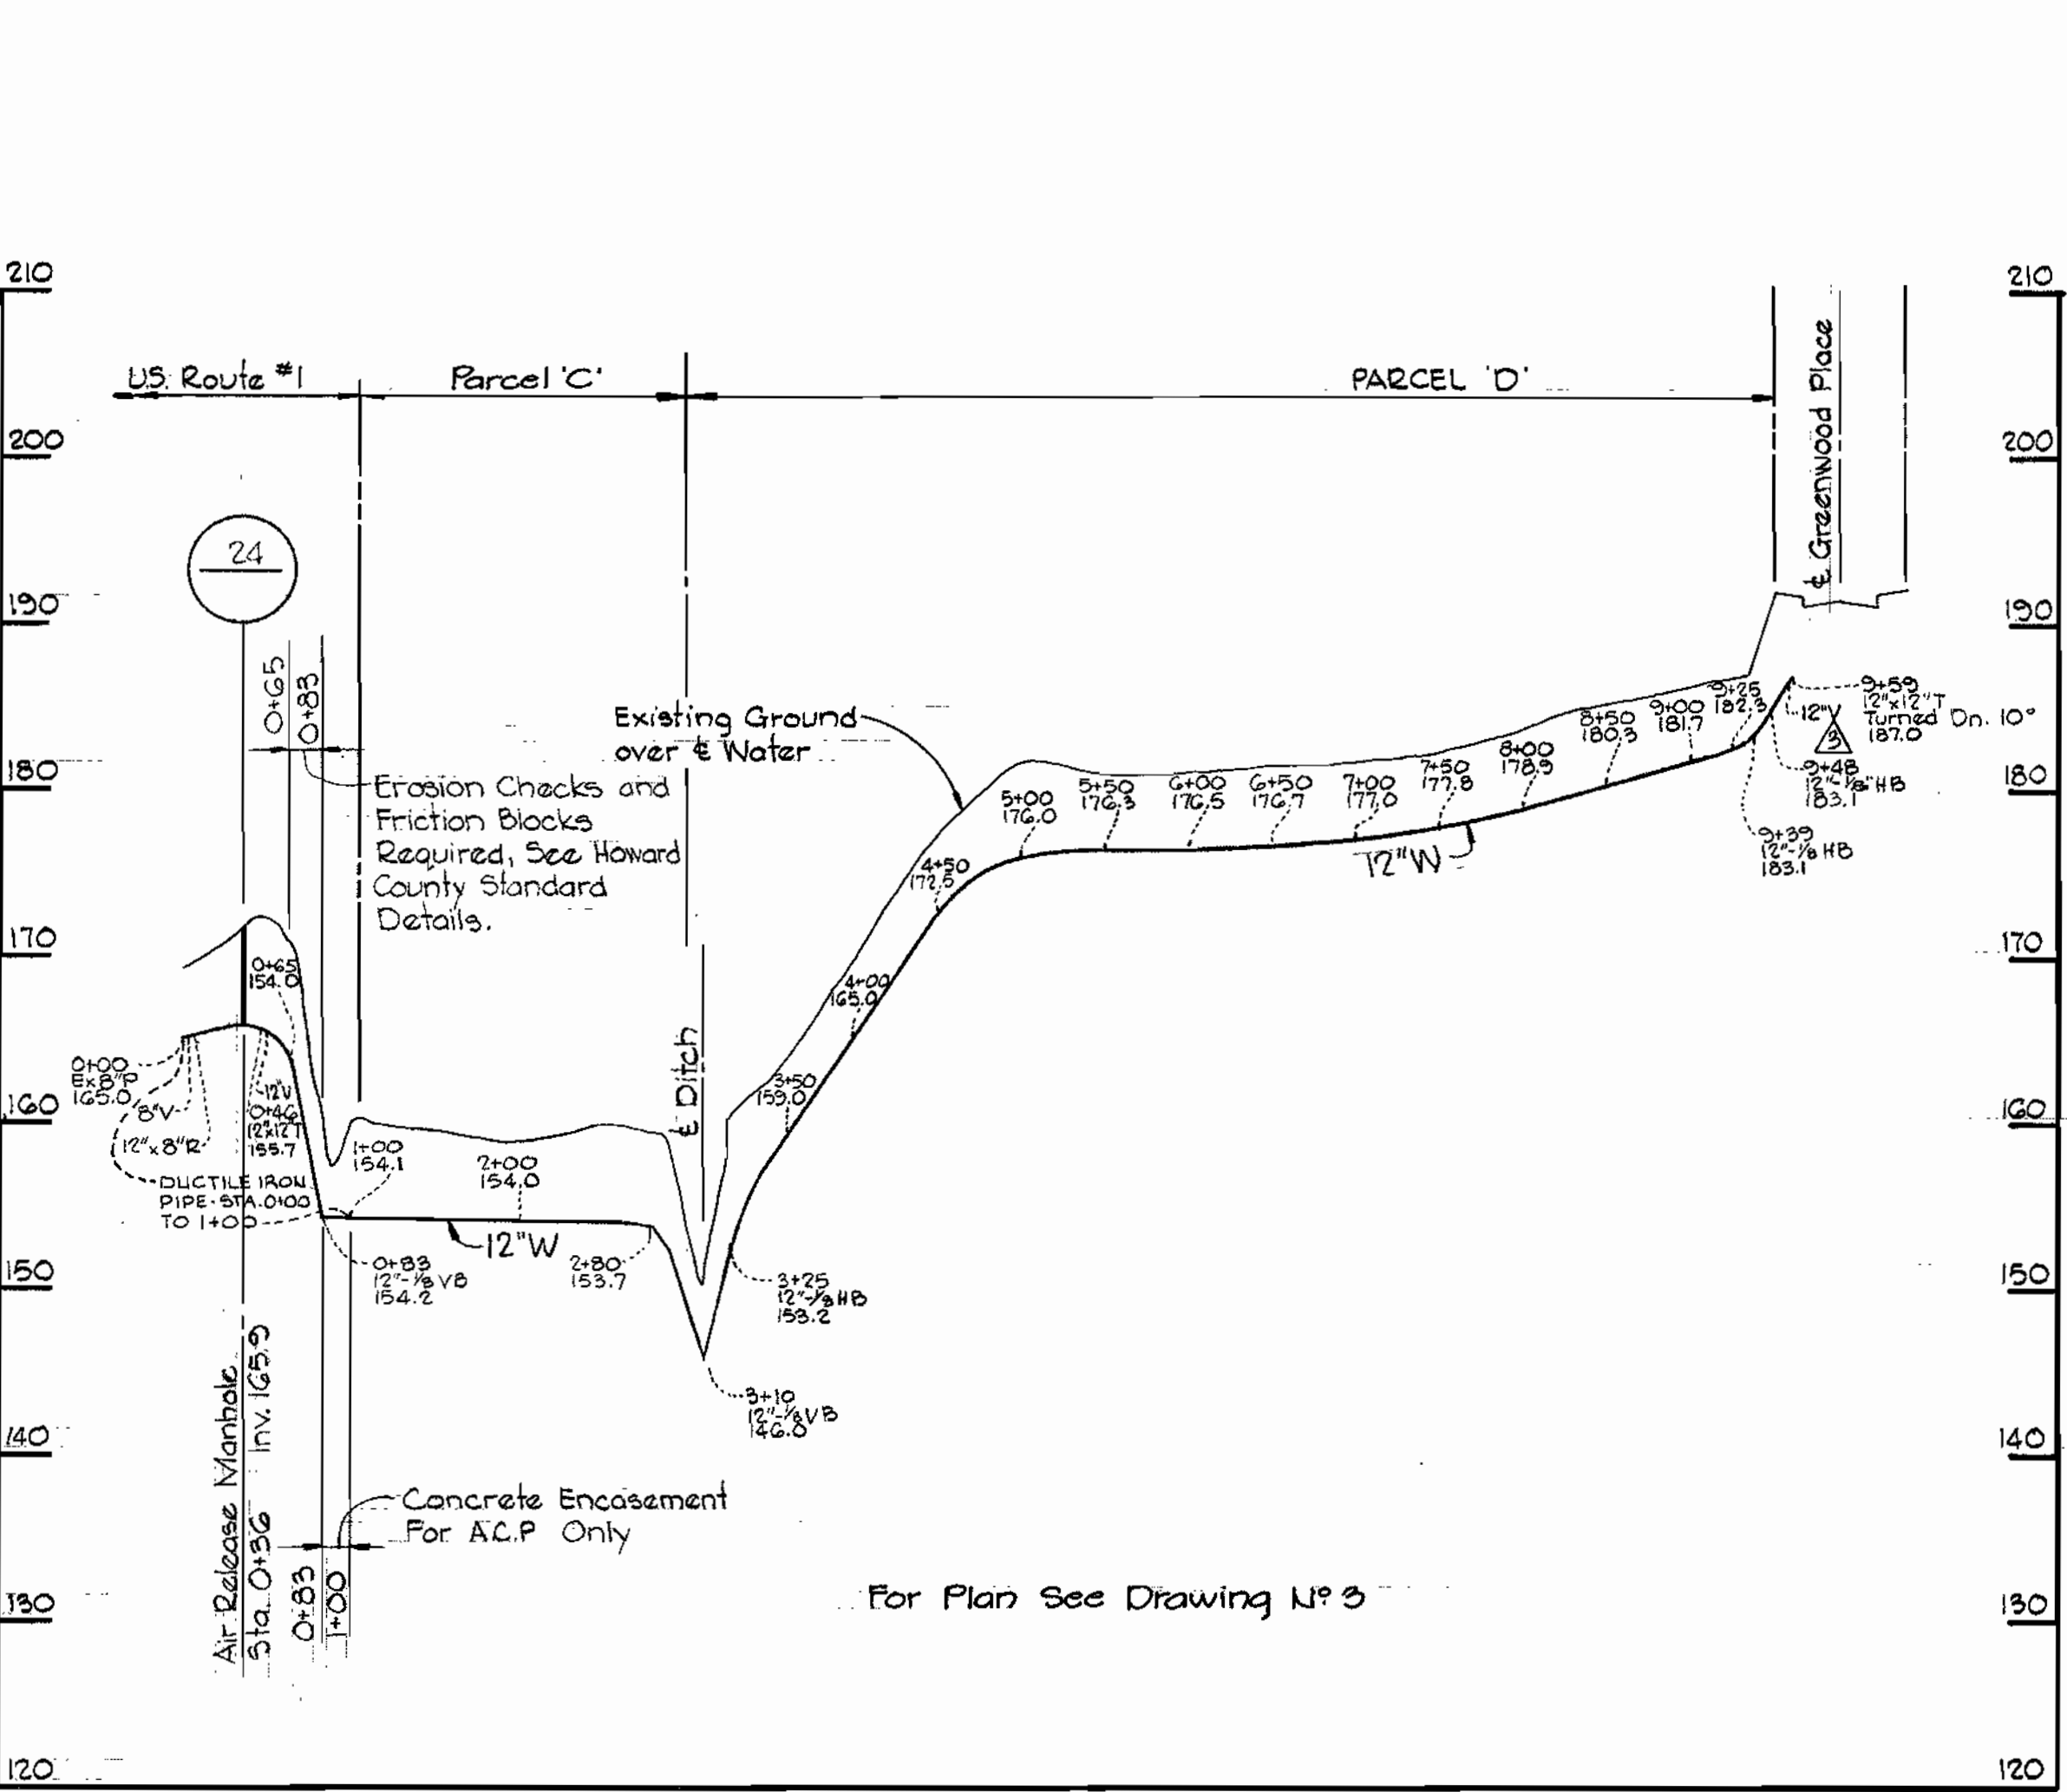 210
210
U.S. Route #1
Parcel 'C'
PARCEL 'D'
200
200
℄ Greenwood Place
24
190
190
0+65
0+83
Existing Ground
over ℄ Water
Erosion Checks and
Friction Blocks
Required, See Howard
County Standard
Details.
180
180
9+59
12"x12"T
Turned Dn. 10°
187.0
12"V
3
9+48
12"-1/8"HB
183.1
9+39
12"-1/8 HB
183.1
9+25
182.3
9+00
181.7
8+50
180.3
8+00
178.9
7+50
177.8
7+00
177.0
6+50
176.7
6+00
176.5
5+50
176.3
5+00
176.0
12"W
4+50
172.5
170
170
0+65
154.0
4+00
165.0
℄ Ditch
0+00
Ex 8"P
165.0
8"V
12"x8"R
12"V
0+46
12"x12"T
3+50
159.0
160
160
1+00
154.1
2+00
154.0
DUCTILE IRON
PIPE-STA. 0+00
TO 1+00
12"W
0+83
12"-1/8 VB
154.2
2+80
153.7
3+25
12"-1/8 HB
153.2
150
150
3+10
12"-1/8 VB
146.0
140
140
Air Release Manhole
Sta. 0+36 Inv. 165.9
Concrete Encasement
For A.C.P Only
0+83
1+00
For Plan See Drawing Nº 3
130
130
120
120